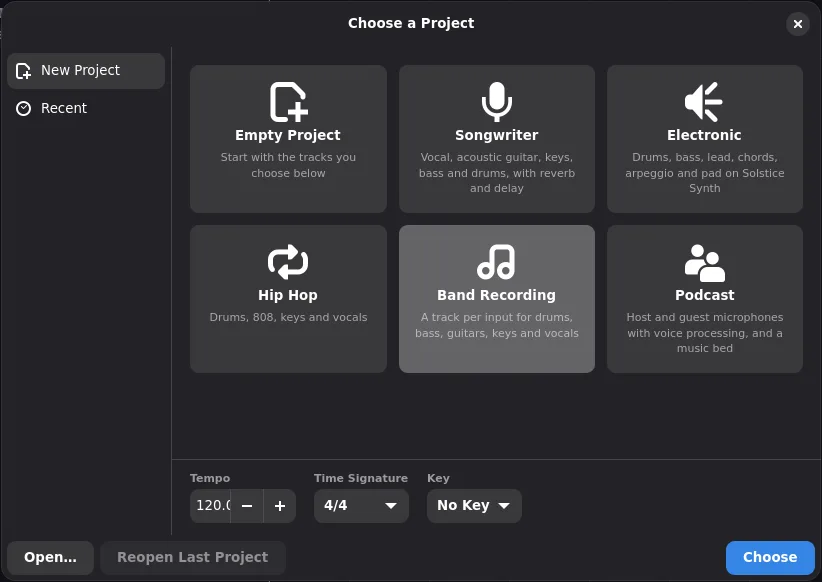 Choose a Project
New Project
Recent
Empty Project
Start with the tracks you
choose below
Songwriter
Vocal, acoustic guitar, keys,
bass and drums, with reverb
and delay
Electronic
Drums, bass, lead, chords,
arpeggio and pad on Solstice
Synth
Hip Hop
Drums, 808, keys and vocals
Band Recording
A track per input for drums,
bass, guitars, keys and vocals
Podcast
Host and guest microphones
with voice processing, and a
music bed
Tempo
120.0
Time Signature
4/4
Key
No Key
Open...
Reopen Last Project
Choose